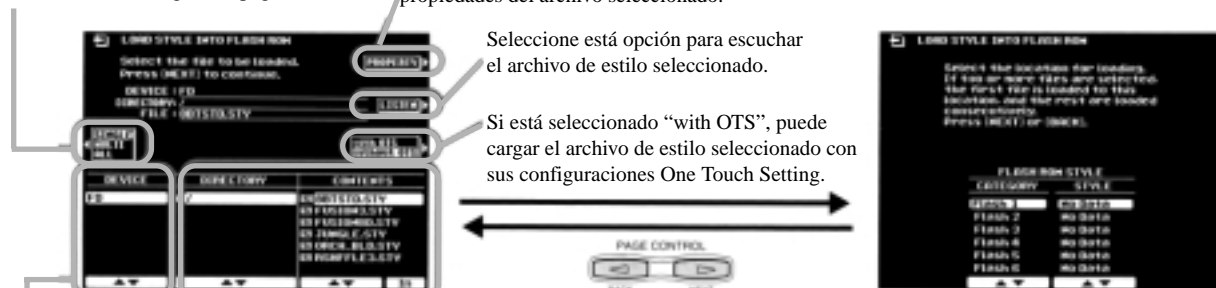 propiedades del archivo seleccionado.
Seleccione está opción para escuchar
el archivo de estilo seleccionado.
Si está seleccionado “with OTS”, puede
cargar el archivo de estilo seleccionado con
sus configuraciones One Touch Setting.
LOAD STYLE INTO FLASH ROM
Select the file to be loaded.
Press [NEXT] to continue.
PROPERTY
DEVICE : FD
DIRECTORY: /
LISTEN
FILE : 80TSTD.STY
MULTI
ALL
DEVICE DIRECTORY CONTENTS
FD /
JUNGLE.STY
PAGE CONTROL
BACK NEXT
LOAD STYLE INTO FLASH ROM
Select the location for loading.
If two or more files are selected,
the first file is loaded to this
location, and the rest are loaded
consecutively.
Press [NEXT] or [BACK].
FLASH ROM STYLE
CATEGORY STYLE
Flash 1 No Data
Flash 2 No Data
Flash 3 No Data
Flash 4 No Data
Flash 5 No Data
Flash 6 No Data